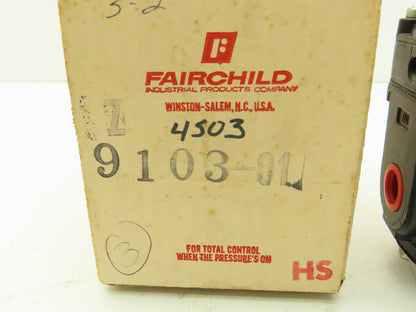 5-2
FAIRCHILD
INDUSTRIAL PRODUCTS COMPANY
WINSTON-SALEM, N.C., U.S.A.
Z
4503
9103-01
3
FOR TOTAL CONTROL
WHEN THE PRESSURE'S ON
HS